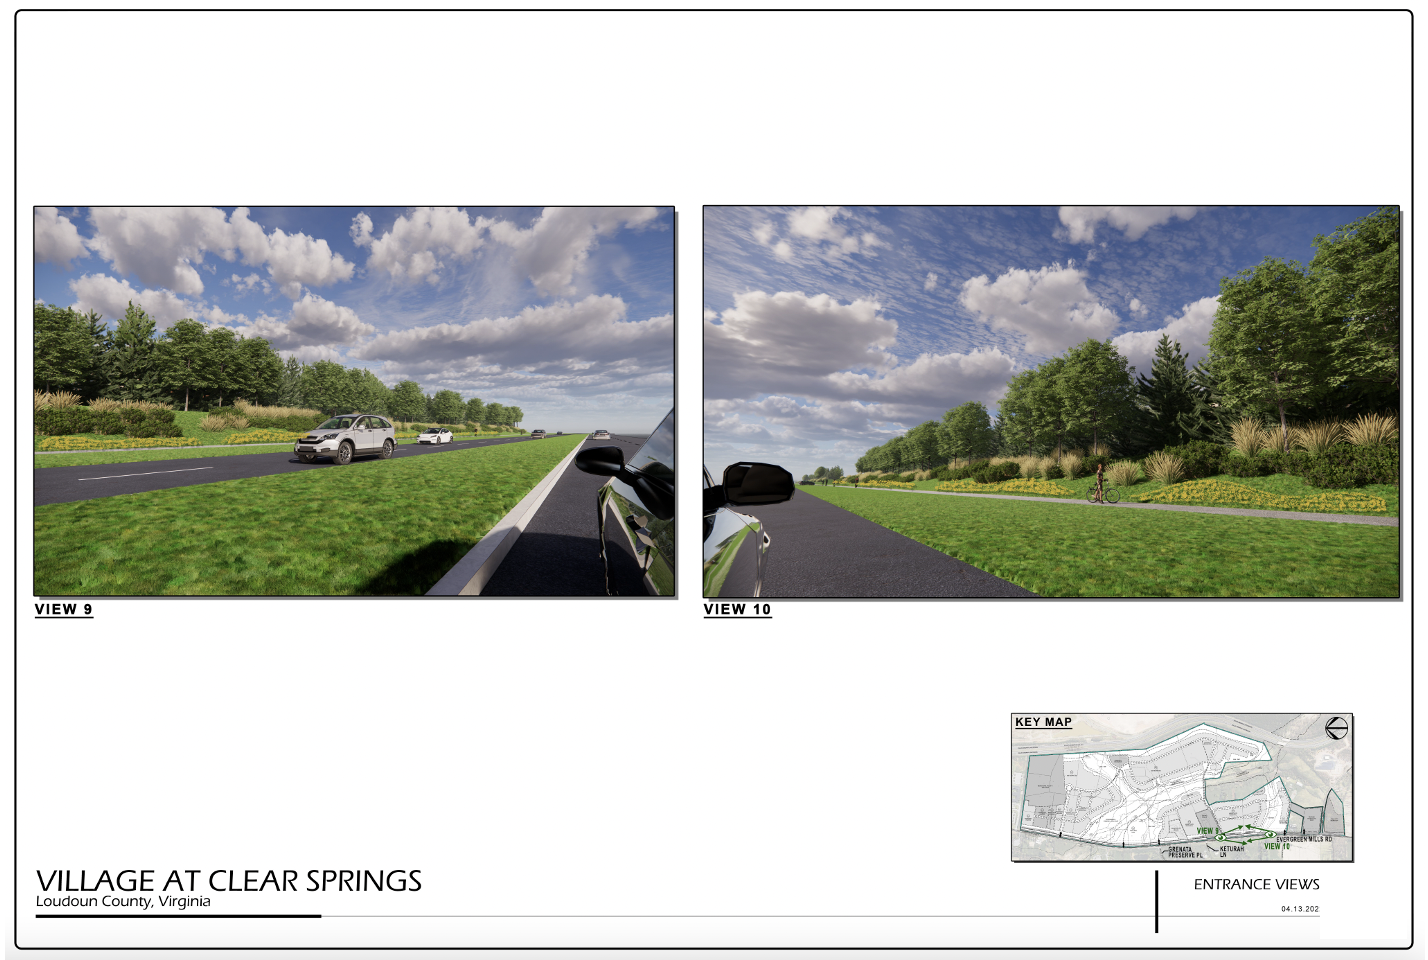 VIEW 9
VIEW 10
KEY MAP
VIEW 9
EVERGREEN MILLS RD
VIEW 10
GRENATA
PRESERVE PL
KETURAH
LN
VILLAGE AT CLEAR SPRINGS
Loudoun County, Virginia
ENTRANCE VIEWS
04.13.202